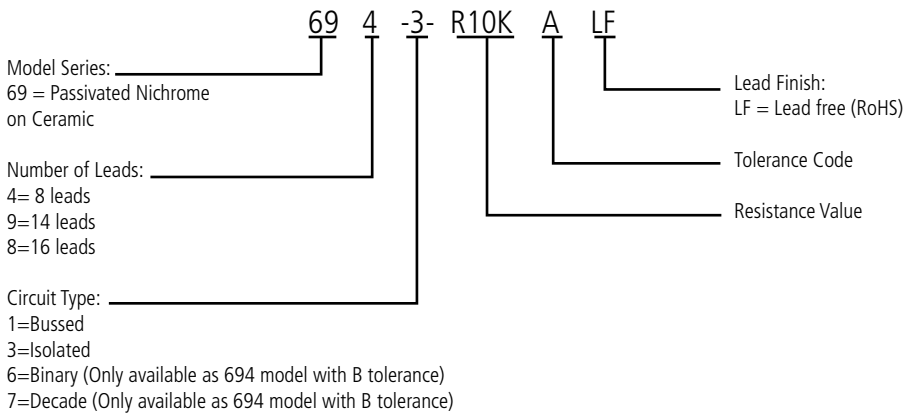 69 4 -3- R10K A LF
Model Series:
69 = Passivated Nichrome
on Ceramic
Number of Leads:
4= 8 leads
9=14 leads
8=16 leads
Circuit Type:
1=Bussed
3=Isolated
6=Binary (Only available as 694 model with B tolerance)
7=Decade (Only available as 694 model with B tolerance)
Lead Finish:
LF = Lead free (RoHS)
Tolerance Code
Resistance Value